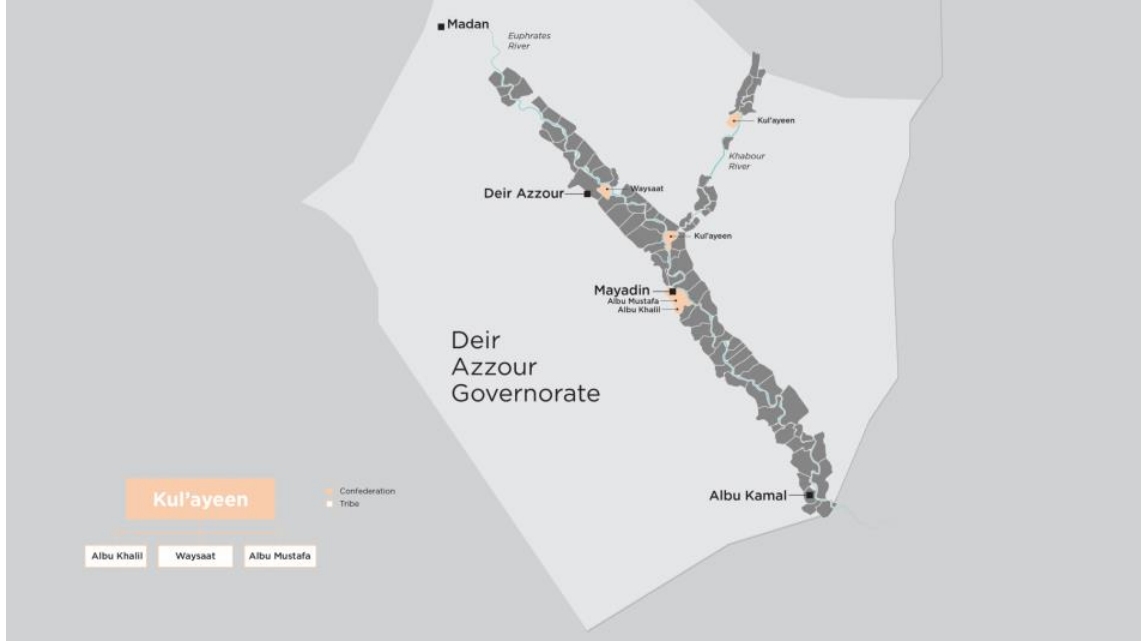 Madan
Euphrates
River
Kul'ayeen
Khabour
River
Waysaat
Deir Azzour
Kul'ayeen
Mayadin
Albu Mustafa
Albu Khalil
Deir
Azzour
Governorate
Albu Kamal
Kul'ayeen
Confederation
Tribe
Albu Khalil
Waysaat
Albu Mustafa